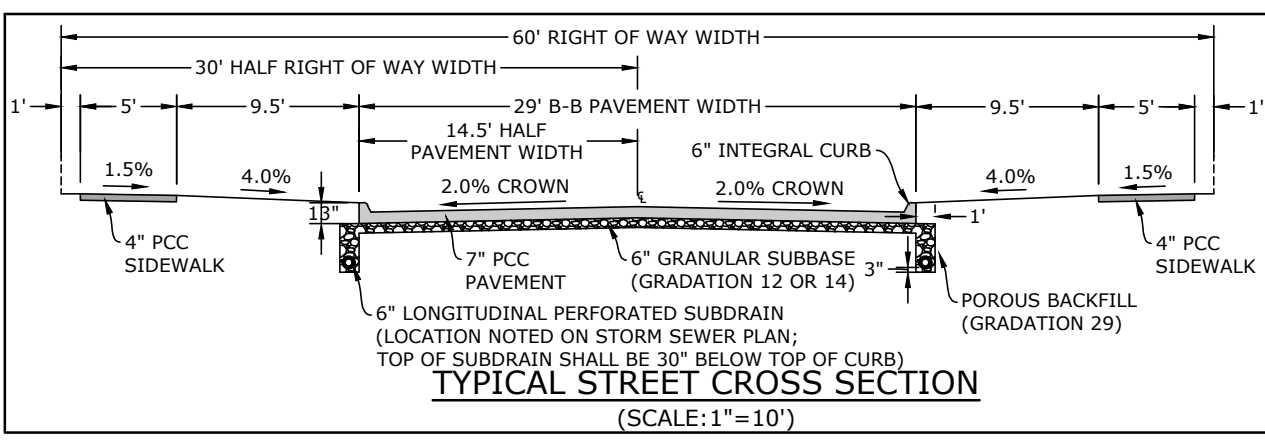 60' RIGHT OF WAY WIDTH
30' HALF RIGHT OF WAY WIDTH
1'
5'
9.5'
29' B-B PAVEMENT WIDTH
9.5'
5'
1'
14.5' HALF
PAVEMENT WIDTH
6" INTEGRAL CURB
1.5%
4.0%
2.0% CROWN
℄
2.0% CROWN
4.0%
1.5%
13"
1'
4" PCC
SIDEWALK
7" PCC
PAVEMENT
6" GRANULAR SUBBASE
(GRADATION 12 OR 14)
3"
4" PCC
SIDEWALK
POROUS BACKFILL
(GRADATION 29)
6" LONGITUDINAL PERFORATED SUBDRAIN
(LOCATION NOTED ON STORM SEWER PLAN;
TOP OF SUBDRAIN SHALL BE 30" BELOW TOP OF CURB)
TYPICAL STREET CROSS SECTION
(SCALE:1"=10')